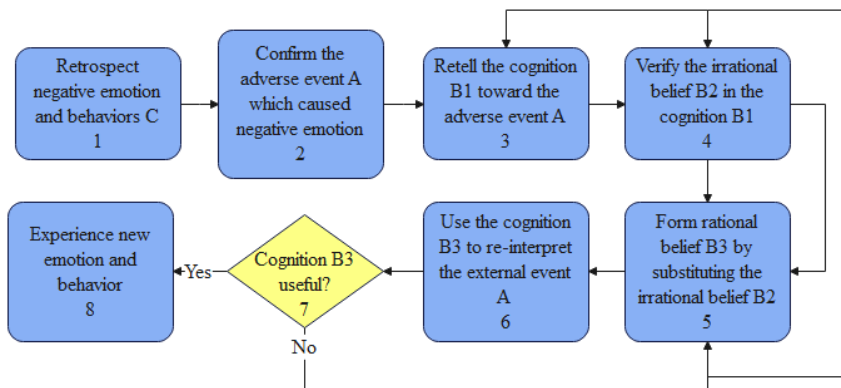 Retrospect
negative emotion
and behaviors C
1
Confirm the
adverse event A
which caused
negative emotion
2
Retell the cognition
B1 toward the
adverse event A
3
Verify the irrational
belief B2 in the
cognition B1
4
Experience new
emotion and
behavior
8
Yes
Cognition B3
useful?
7
No
Use the cognition
B3 to re-interpret
the external event
A
6
Form rational
belief B3 by
substituting the
irrational belief B2
5